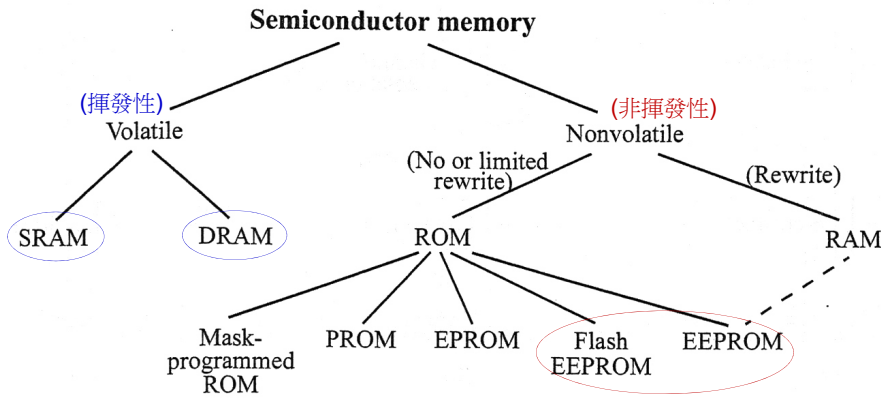 Semiconductor memory
(揮發性)
Volatile
(非揮發性)
Nonvolatile
(No or limited
rewrite)
(Rewrite)
SRAM
DRAM
ROM
RAM
Mask-
programmed
ROM
PROM
EPROM
Flash
EEPROM
EEPROM